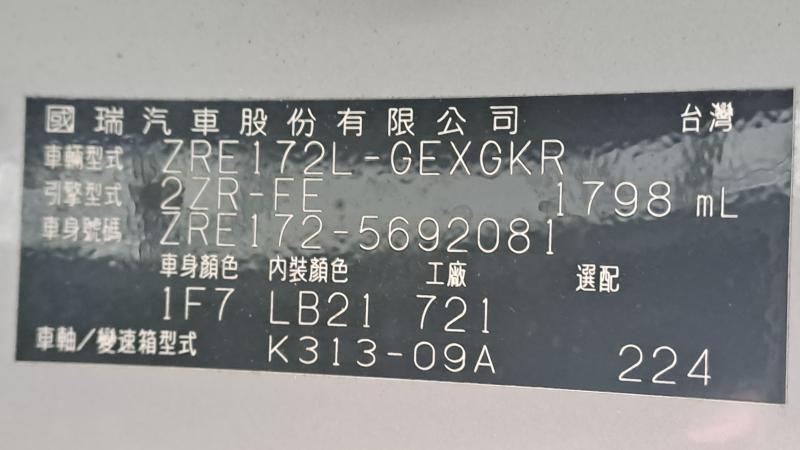 國瑞汽車股份有限公司 台灣
車輛型式 ZRE172L-GEXGKR
引擎型式 2ZR-FE 1798 mL
車身號碼 ZRE172-5692081
車身顏色 內裝顏色 工廠 選配
1F7 LB21 721
車軸/變速箱型式 K313-09A 224